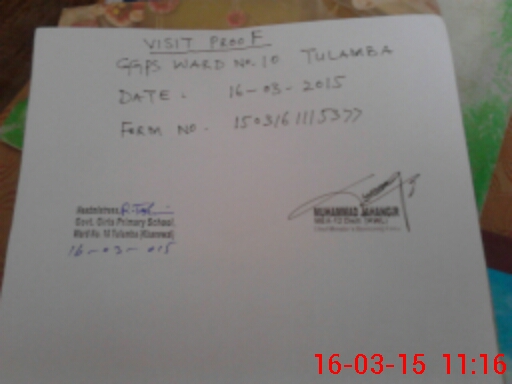 VISIT PROOF
GGPS WARD NO. 10 TULAMBA
DATE. 16-03-2015
FORM NO. 1503161115377
Headmistress
Govt. Girls Primary School,
Ward No. 10 Tulamba (Khanewal)
16-03-015
MUHAMMAD JAHANGIR
16-03-15 11:16